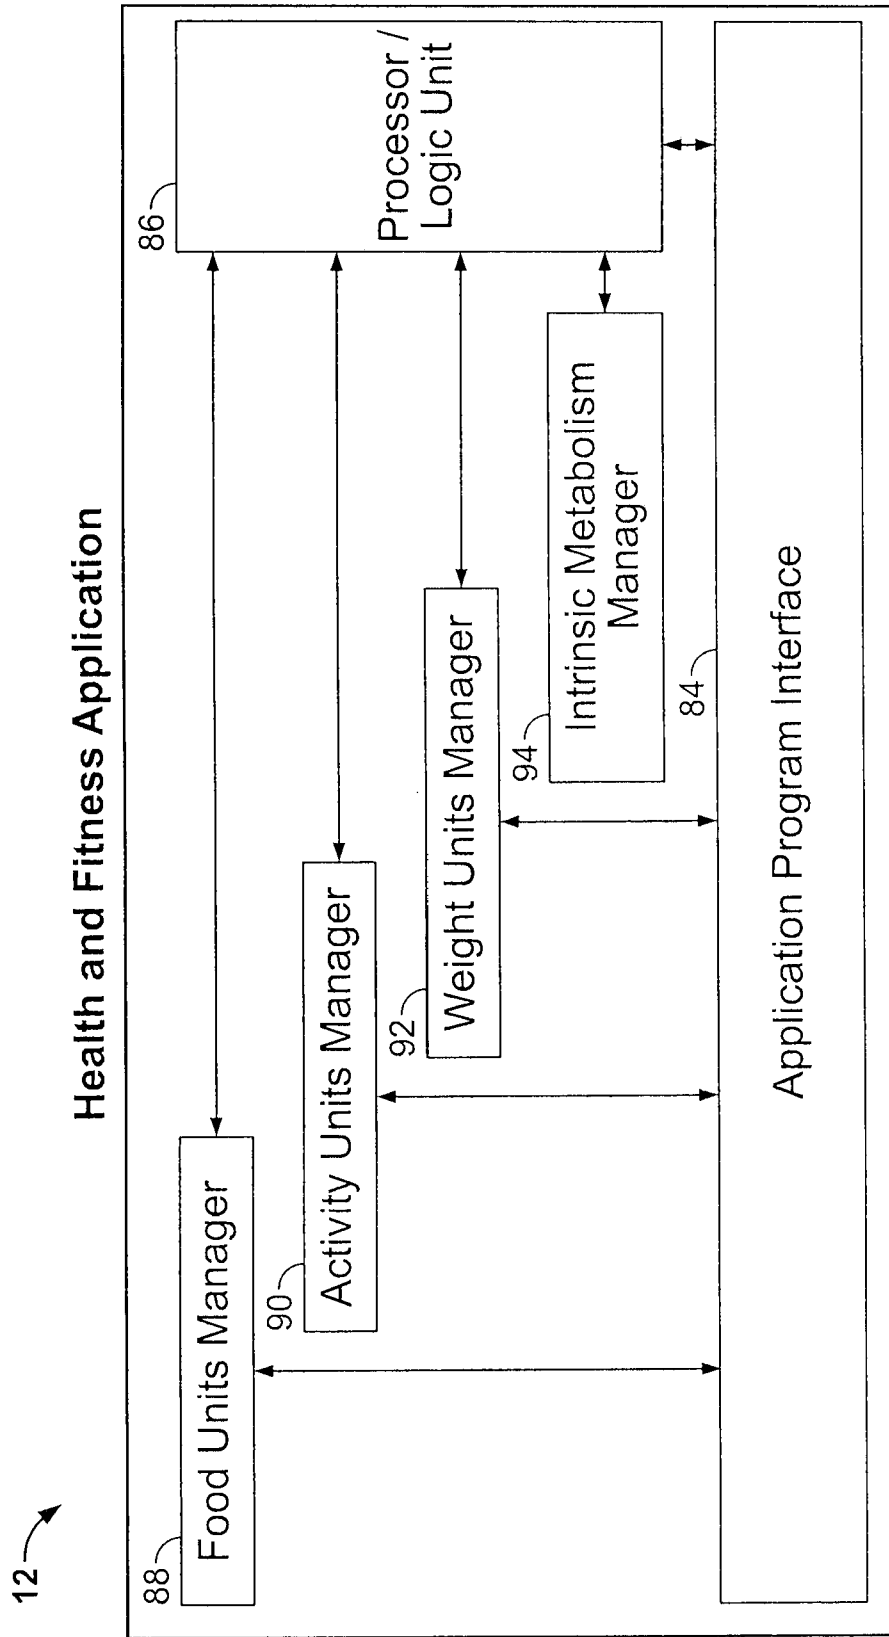 12
Health and Fitness Application
88
Food Units Manager
90
Activity Units Manager
92
Weight Units Manager
94
Intrinsic Metabolism
Manager
86
Processor /
Logic Unit
84
Application Program Interface